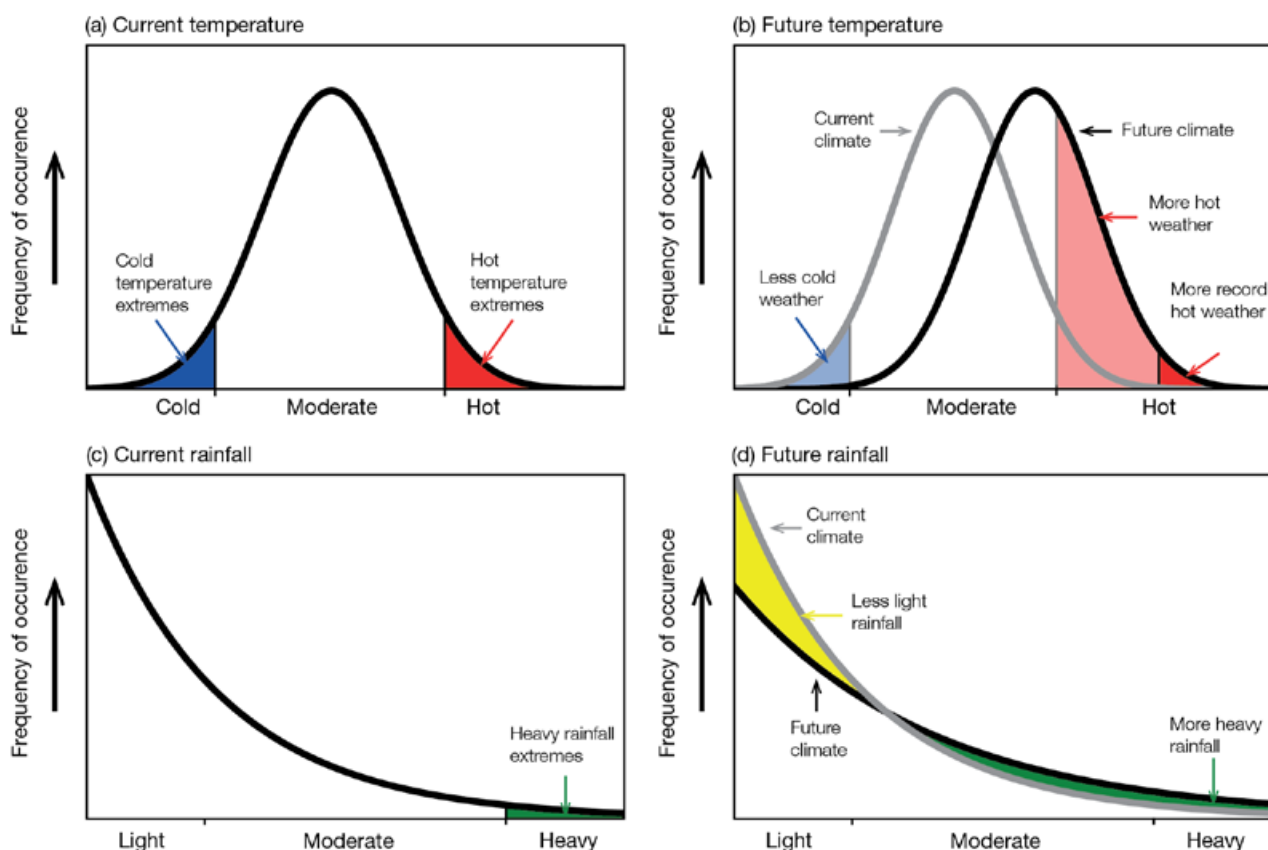 (a) Current temperature
Frequency of occurence
Cold
temperature
extremes
Hot
temperature
extremes
Cold
Moderate
Hot
(b) Future temperature
Frequency of occurence
Current
climate
Future climate
More hot
weather
Less cold
weather
More record
hot weather
Cold
Moderate
Hot
(c) Current rainfall
Frequency of occurence
Heavy rainfall
extremes
Light
Moderate
Heavy
(d) Future rainfall
Frequency of occurence
Current
climate
Less light
rainfall
Future
climate
More heavy
rainfall
Light
Moderate
Heavy